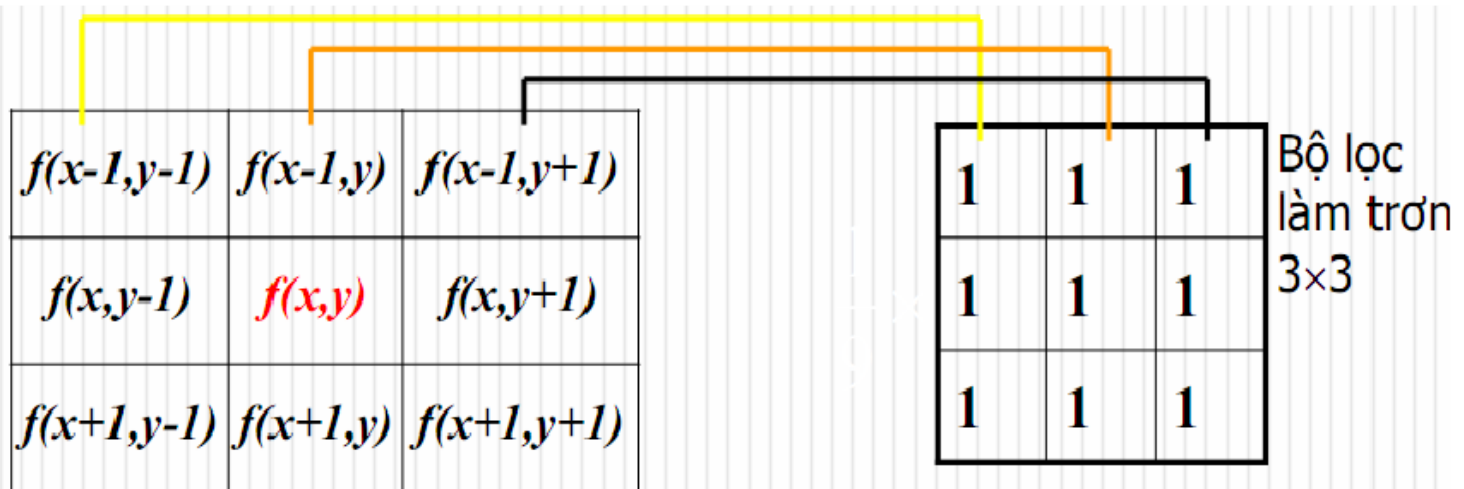 f(x-1,y-1) f(x-1,y) f(x-1,y+1)
f(x,y-1) f(x,y) f(x,y+1)
f(x+1,y-1) f(x+1,y) f(x+1,y+1)
1 1 1
1 1 1
1 1 1
Bộ lọc
làm trơn
3×3